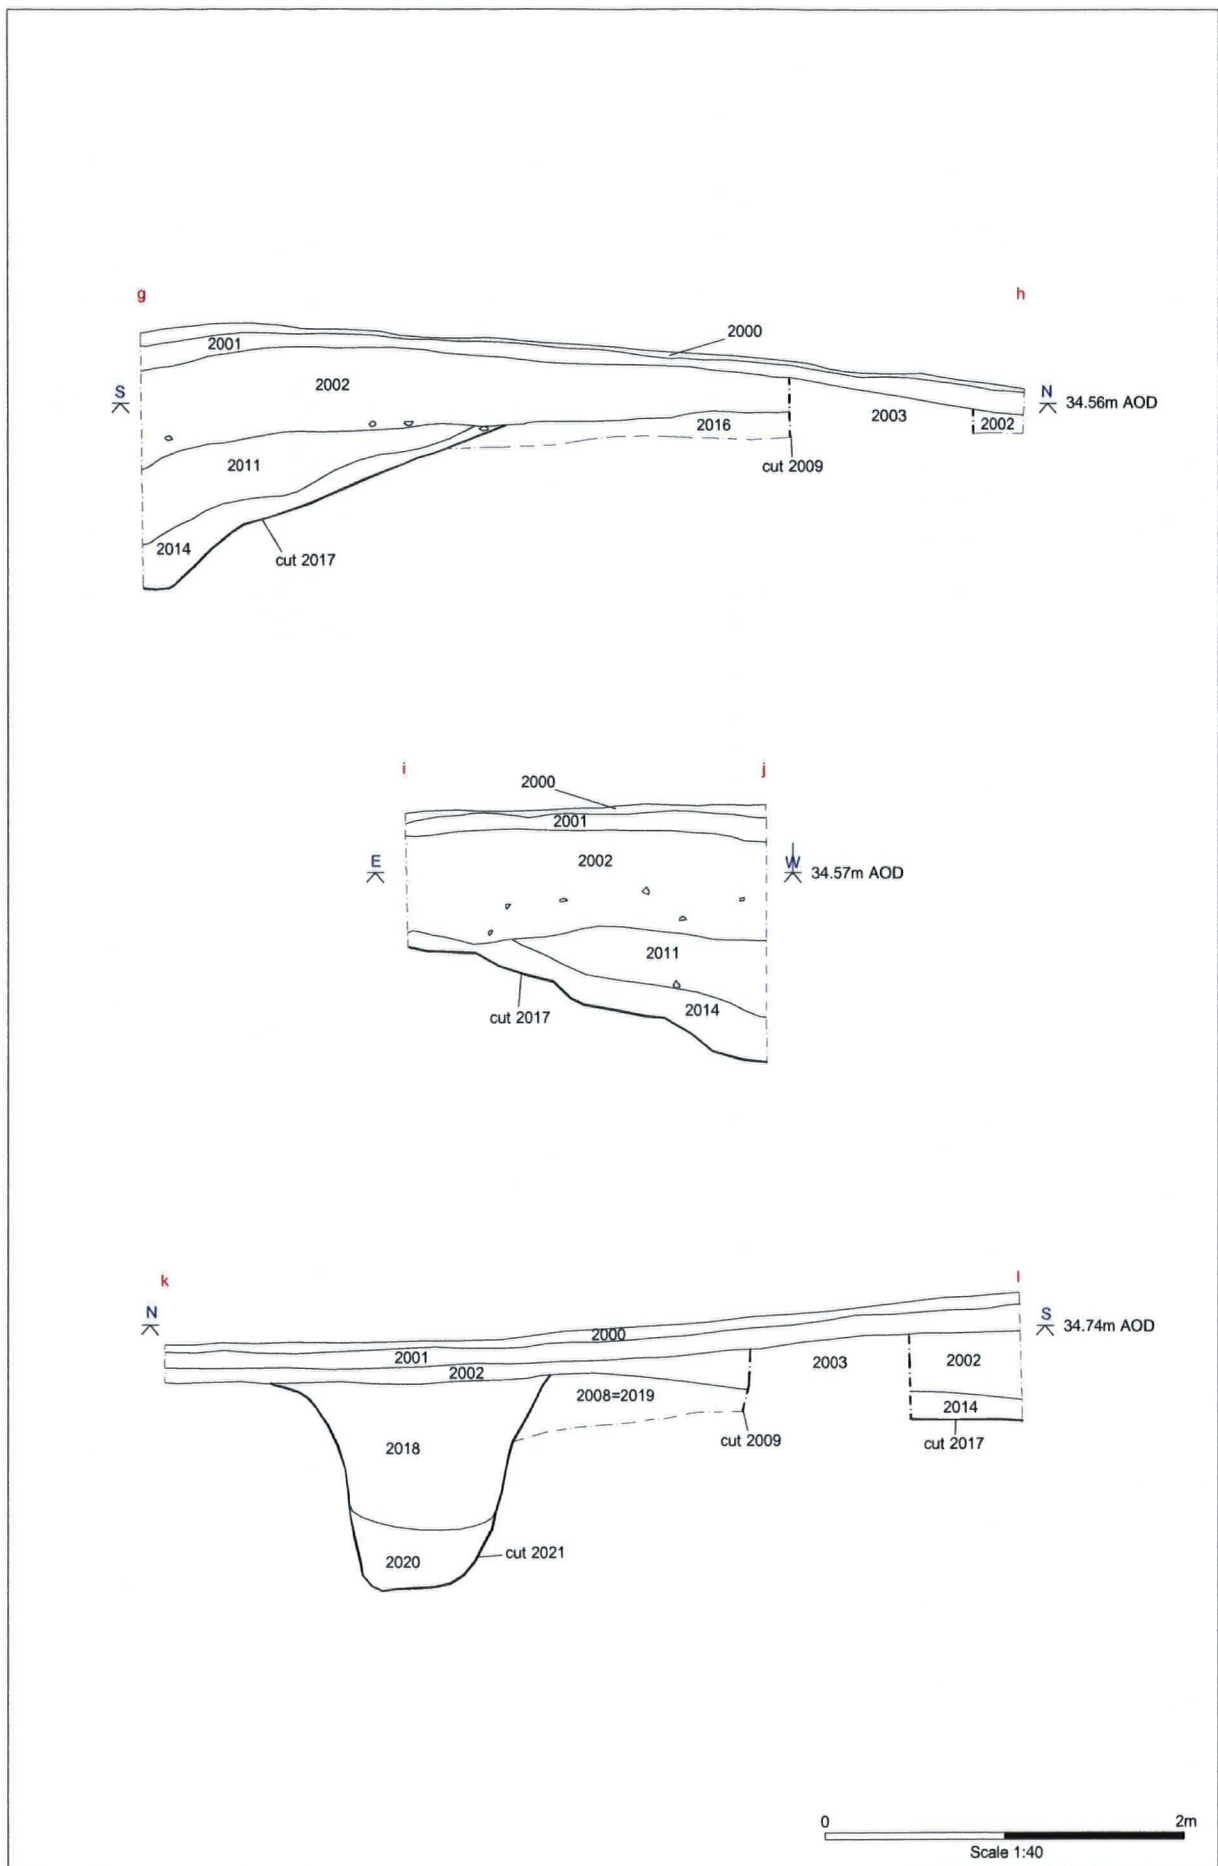 g h
2000
2001
S 2002 N 34.56m AOD
2003
2016 2002
2011 cut 2009
2014
cut 2017
i j
2000
2001
E 2002 W 34.57m AOD
2011
2014
cut 2017
k l
N S 34.74m AOD
2000
2001 2003 2002
2002
2008=2019 2014
2018 cut 2009 cut 2017
2020 cut 2021
0 2m
Scale 1:40